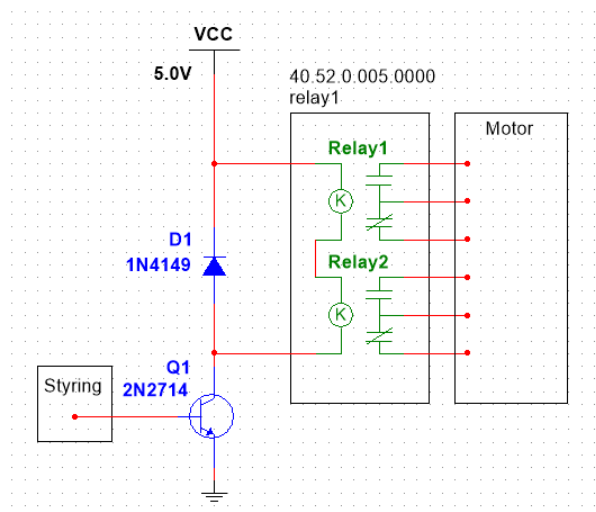 VCC
5.0V
40.52.0.005.0000
relay1
Relay1
K
Motor
D1
1N4149
Relay2
K
Q1
2N2714
Styring